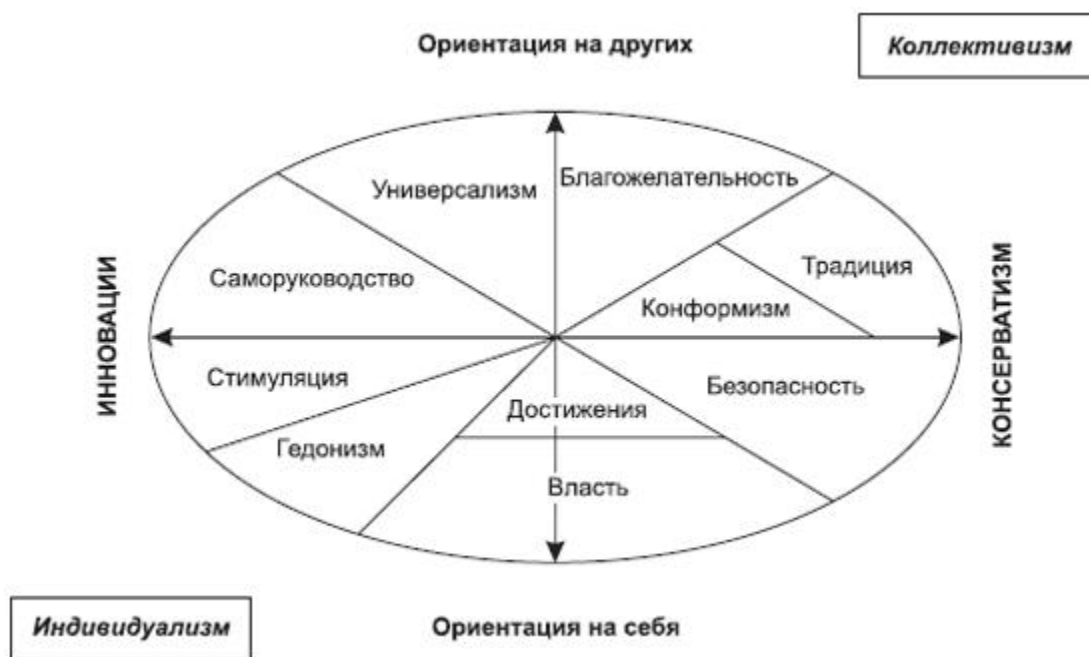 Ориентация на других
Коллективизм
Универсализм
Благожелательность
Саморуководство
Традиция
Конформизм
ИННОВАЦИИ
КОНСЕРВАТИЗМ
Стимуляция
Безопасность
Достижения
Гедонизм
Власть
Индивидуализм
Ориентация на себя